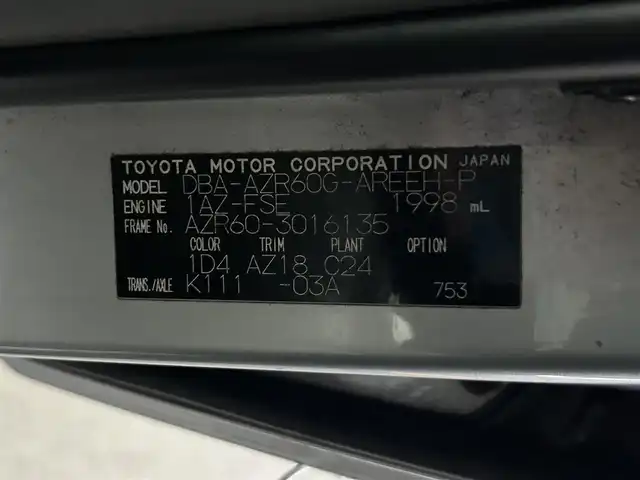 TOYOTA MOTOR CORPORATION JAPAN
MODEL DBA-AZR60G-AREEH-P
ENGINE 1AZ-FSE 1998 mL
FRAME No. AZR60-3016135
COLOR TRIM PLANT OPTION
1D4 AZ18 C24
TRANS./AXLE K111 -03A 753